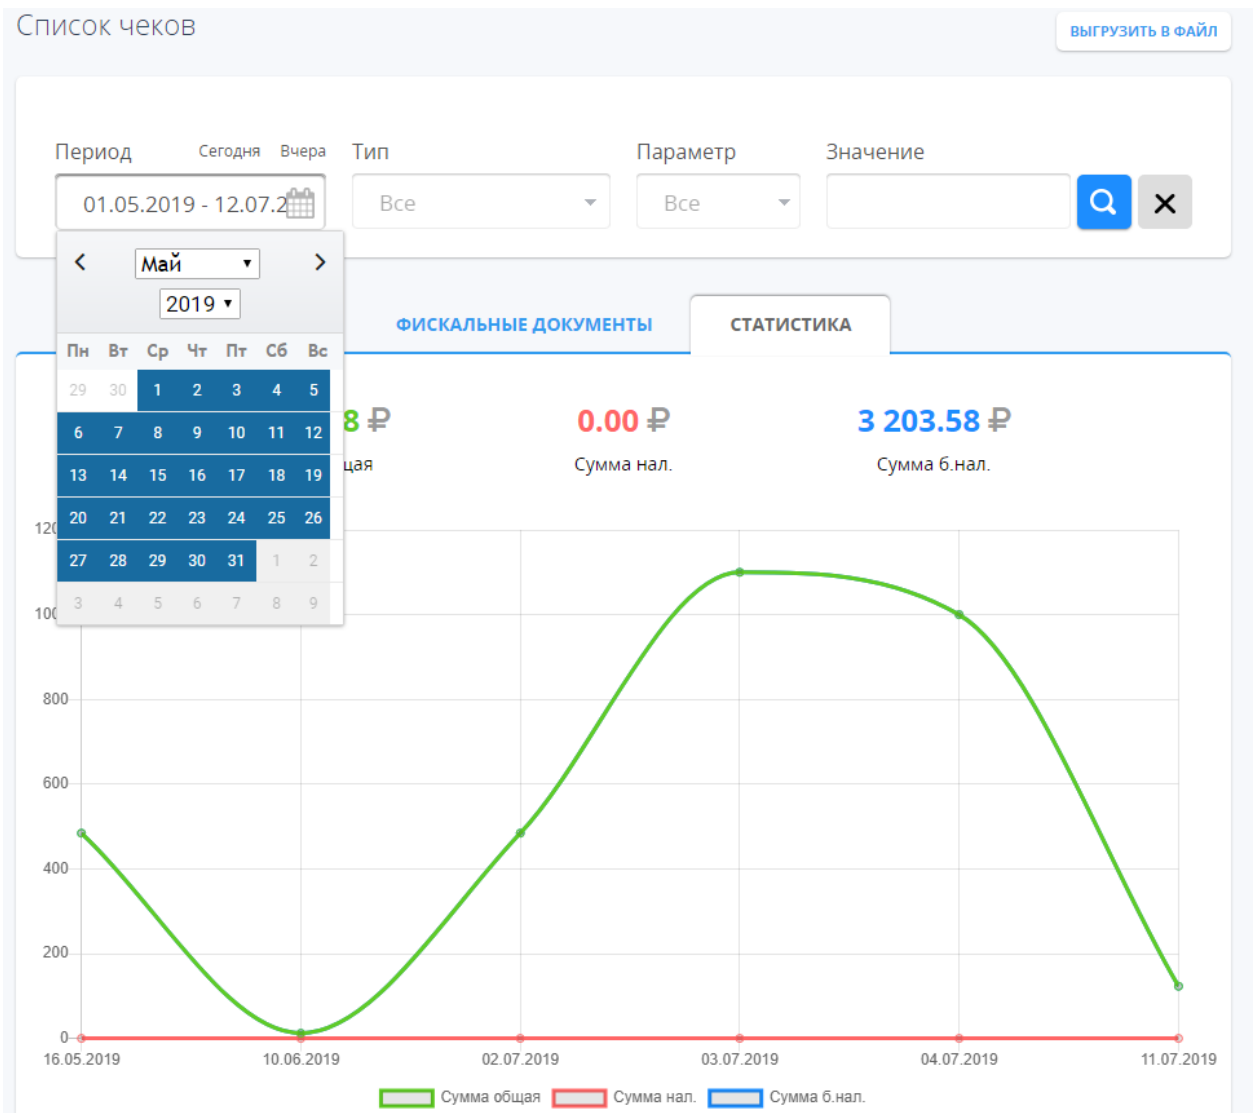 Список чеков
ВЫГРУЗИТЬ В ФАЙЛ
Период Сегодня Вчера Тип Параметр Значение
01.05.2019 - 12.07.2 Все Все
Май
2019
ФИСКАЛЬНЫЕ ДОКУМЕНТЫ СТАТИСТИКА
Пн Вт Ср Чт Пт Сб Вс
29 30 1 2 3 4 5
8 ₽ 0.00 ₽ 3 203.58 ₽
6 7 8 9 10 11 12
щая Сумма нал. Сумма б.нал.
13 14 15 16 17 18 19
20 21 22 23 24 25 26
120
27 28 29 30 31 1 2
3 4 5 6 7 8 9
100
800
600
400
200
0
16.05.2019 10.06.2019 02.07.2019 03.07.2019 04.07.2019 11.07.2019
Сумма общая Сумма нал. Сумма б.нал.